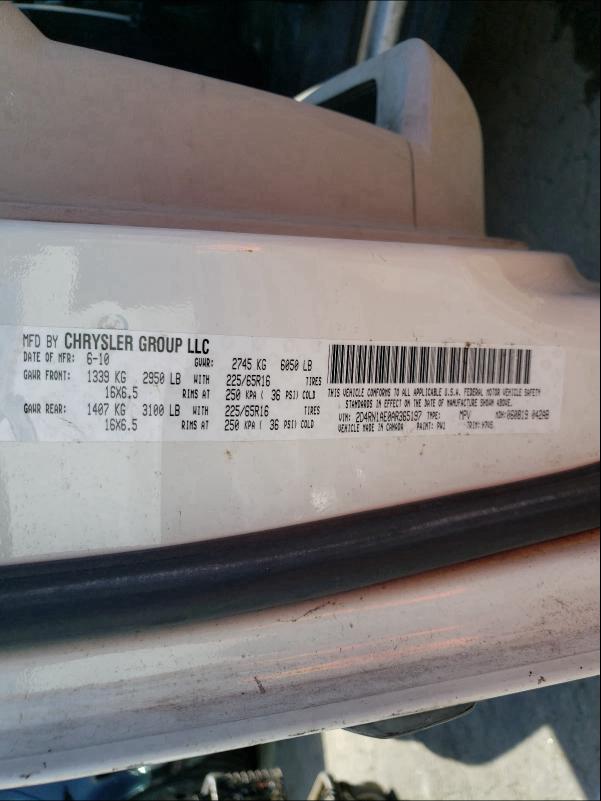 MFD BY CHRYSLER GROUP LLC
DATE OF MFR: 6-10 GVWR: 2745 KG 6050 LB
GAWR FRONT: 1339 KG 2950 LB WITH 225/65R16 TIRES
16X6.5 RIMS AT 250 KPA ( 36 PSI) COLD
GAWR REAR: 1407 KG 3100 LB WITH 225/65R16 TIRES
16X6.5 RIMS AT 250 KPA ( 36 PSI) COLD
THIS VEHICLE CONFORMS TO ALL APPLICABLE U.S.A. FEDERAL MOTOR VEHICLE SAFETY
STANDARDS IN EFFECT ON THE DATE OF MANUFACTURE SHOWN ABOVE.
VIN: 2D4RN1AE0AR365197 TYPE: MPV MDH: 060819 042AB
VEHICLE MADE IN CANADA PAINT: PW1 TRIM: